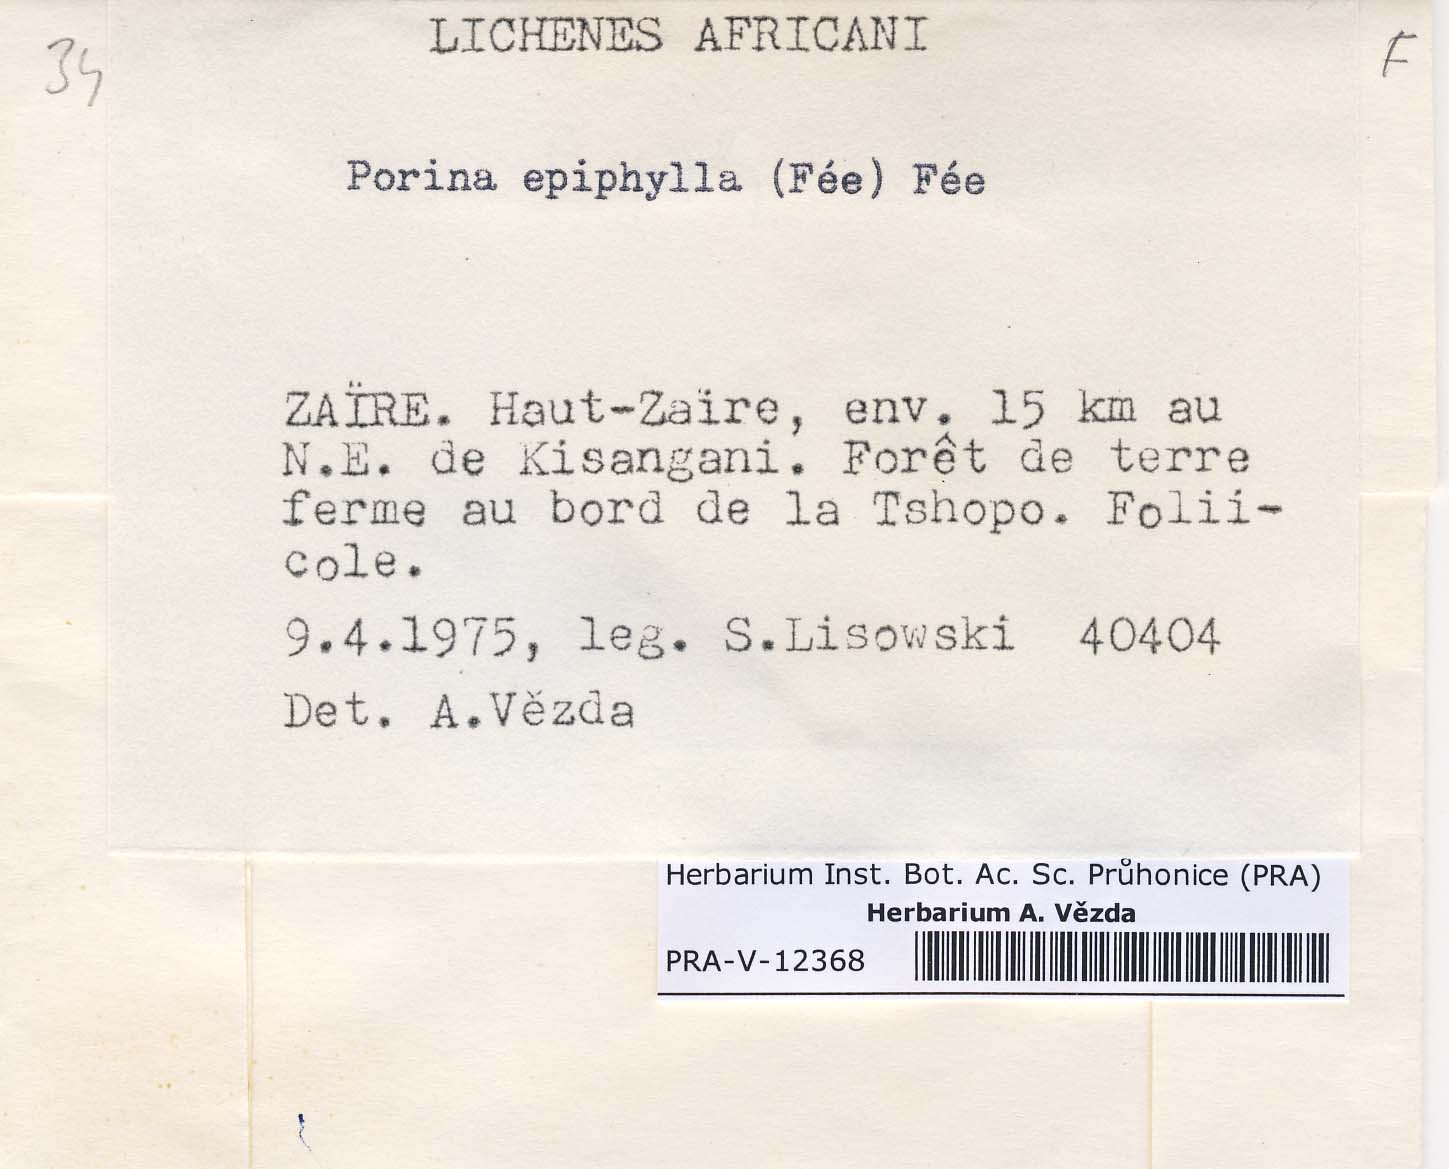 34
LICHENES AFRICANI
F
Porina epiphylla (Fée) Fée
ZAÏRE. Haut-Zaïre, env. 15 km au
N.E. de Kisangani. Forêt de terre
ferme au bord de la Tshopo. Folii-
cole.
9.4.1975, leg. S.Lisowski 40404
Det. A.Vězda
Herbarium Inst. Bot. Ac. Sc. Průhonice (PRA)
Herbarium A. Vězda
PRA-V-12368